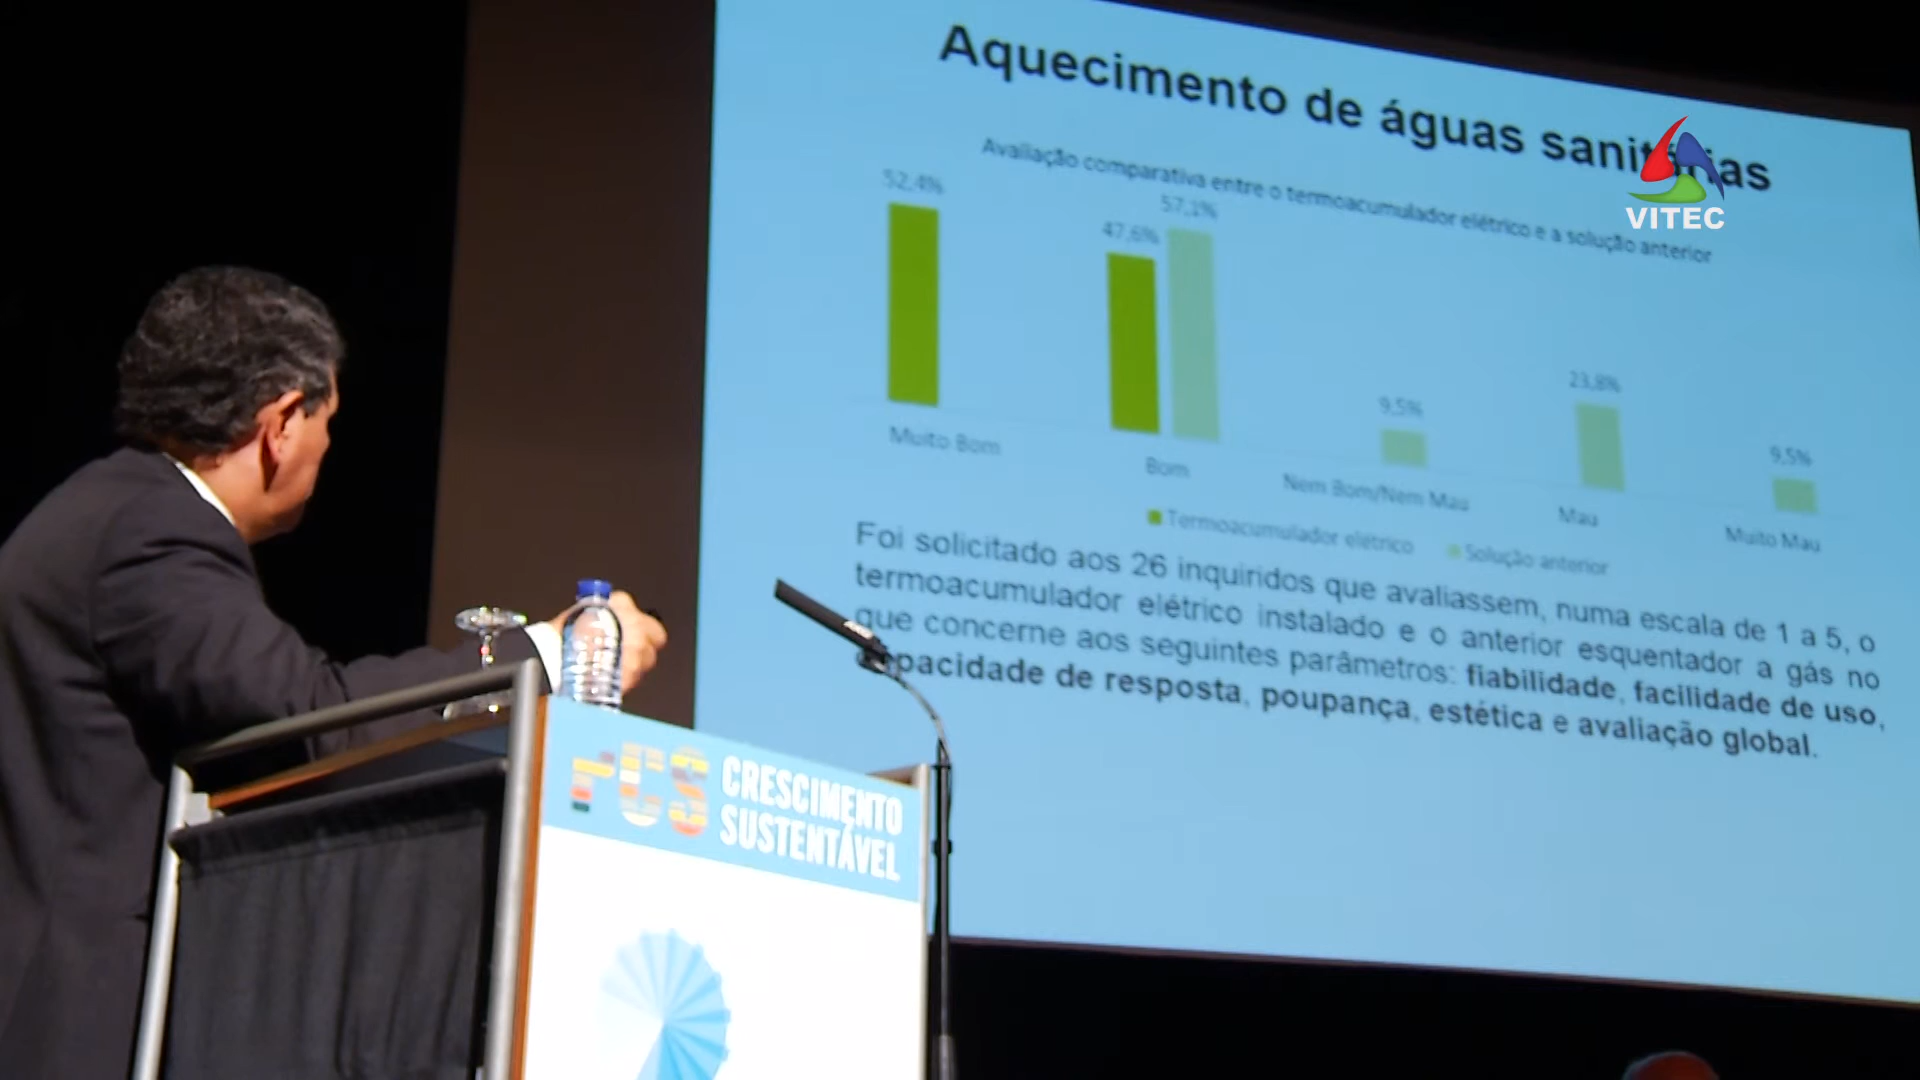 Aquecimento de águas sanitárias
VITEC
Avaliação comparativa entre o termoacumulador elétrico e a solução anterior
52,4%
47,6%
57,1%
9,5%
23,8%
9,5%
Muito Bom
Bom
Nem Bom/Nem Mau
Mau
Muito Mau
Termoacumulador elétrico
Solução anterior
Foi solicitado aos 26 inquiridos que avaliassem, numa escala de 1 a 5, o
termoacumulador elétrico instalado e o anterior esquentador a gás no
que concerne aos seguintes parâmetros: fiabilidade, facilidade de uso,
capacidade de resposta, poupança, estética e avaliação global.
rCS
CRESCIMENTO
SUSTENTÁVEL